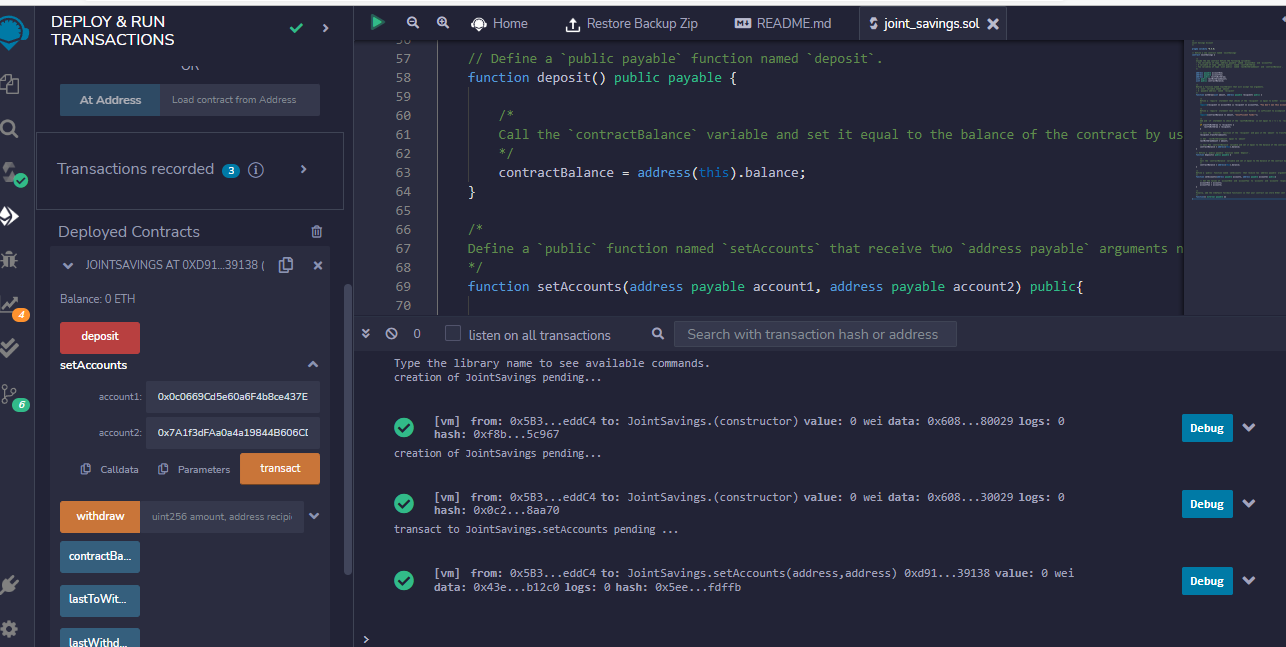 DEPLOY & RUN
TRANSACTIONS
OR
At Address
Load contract from Address
Transactions recorded 3 i
Deployed Contracts
JOINTSAVINGS AT 0XD91...39138 (
Balance: 0 ETH
deposit
setAccounts
account1: 0x0c0669Cd5e60a6F4b8ce437E
account2: 0x7A1f3dFAa0a4a19844B606CD
Calldata
Parameters
transact
withdraw
uint256 amount, address recipi
contractBa...
lastToWit...
lastWithd...
4
6
Home
Restore Backup Zip
README.md
joint_savings.sol
56
57 // Define a `public payable` function named `deposit`.
58 function deposit() public payable {
59
60 /*
61 Call the `contractBalance` variable and set it equal to the balance of the contract by us
62 */
63 contractBalance = address(this).balance;
64 }
65
66 /*
67 Define a `public` function named `setAccounts` that receive two `address payable` arguments n
68 */
69 function setAccounts(address payable account1, address payable account2) public{
70
0
listen on all transactions
Search with transaction hash or address
Type the library name to see available commands.
creation of JointSavings pending...
[vm] from: 0x5B3...eddC4 to: JointSavings.(constructor) value: 0 wei data: 0x608...80029 logs: 0
hash: 0xf8b...5c967
Debug
creation of JointSavings pending...
[vm] from: 0x5B3...eddC4 to: JointSavings.(constructor) value: 0 wei data: 0x608...30029 logs: 0
hash: 0x0c2...8aa70
Debug
transact to JointSavings.setAccounts pending ...
[vm] from: 0x5B3...eddC4 to: JointSavings.setAccounts(address,address) 0xd91...39138 value: 0 wei
data: 0x43e...b12c0 logs: 0 hash: 0x5ee...fdffb
Debug
>